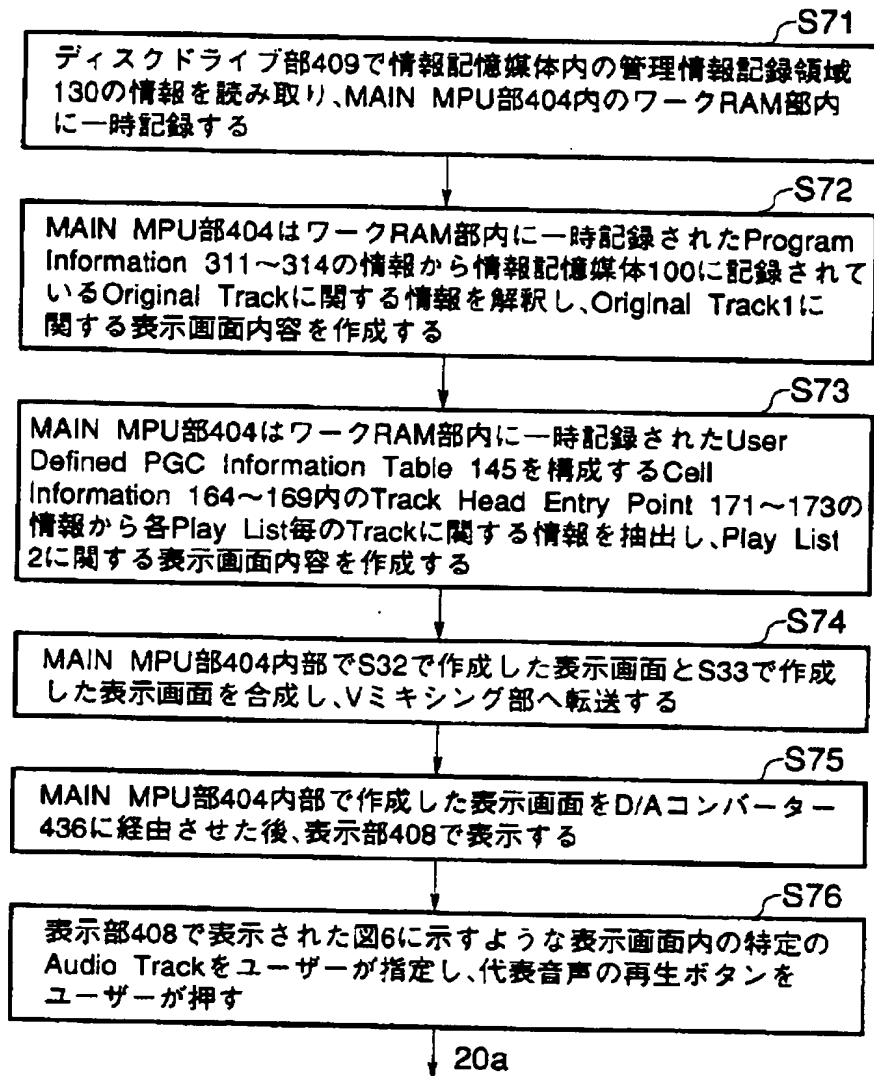 S71
ディスクドライブ部409で情報記憶媒体内の管理情報記録領域
130の情報を読み取り、MAIN MPU部404内のワークRAM部内
に一時記録する
S72
MAIN MPU部404はワークRAM部内に一時記録されたProgram
Information 311～314の情報から情報記憶媒体100に記録されて
いるOriginal Trackに関する情報を解釈し、Original Track1に
関する表示画面内容を作成する
S73
MAIN MPU部404はワークRAM部内に一時記録されたUser
Defined PGC Information Table 145を構成するCell
Information 164～169内のTrack Head Entry Point 171～173の
情報から各Play List毎のTrackに関する情報を抽出し、Play List
2に関する表示画面内容を作成する
S74
MAIN MPU部404内部でS32で作成した表示画面とS33で作成
した表示画面を合成し、Vミキシング部へ転送する
S75
MAIN MPU部404内部で作成した表示画面をD/Aコンバーター
436に経由させた後、表示部408で表示する
S76
表示部408で表示された図6に示すような表示画面内の特定の
Audio Trackをユーザーが指定し、代表音声の再生ボタンを
ユーザーが押す
20a